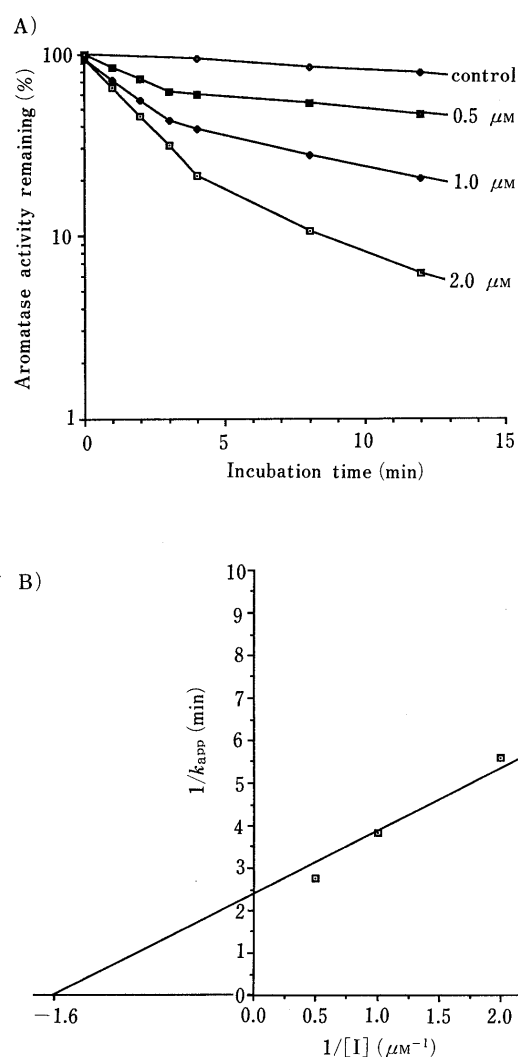 A)
Aromatase activity remaining (%)
100
10
1
control
0.5 μM
1.0 μM
2.0 μM
0
5
10
15
Incubation time (min)
B)
1/kapp (min)
10
9
8
7
6
5
4
3
2
1
0
−1.6
0.0
0.5
1.0
1.5
2.0
1/[I] (μM⁻¹)